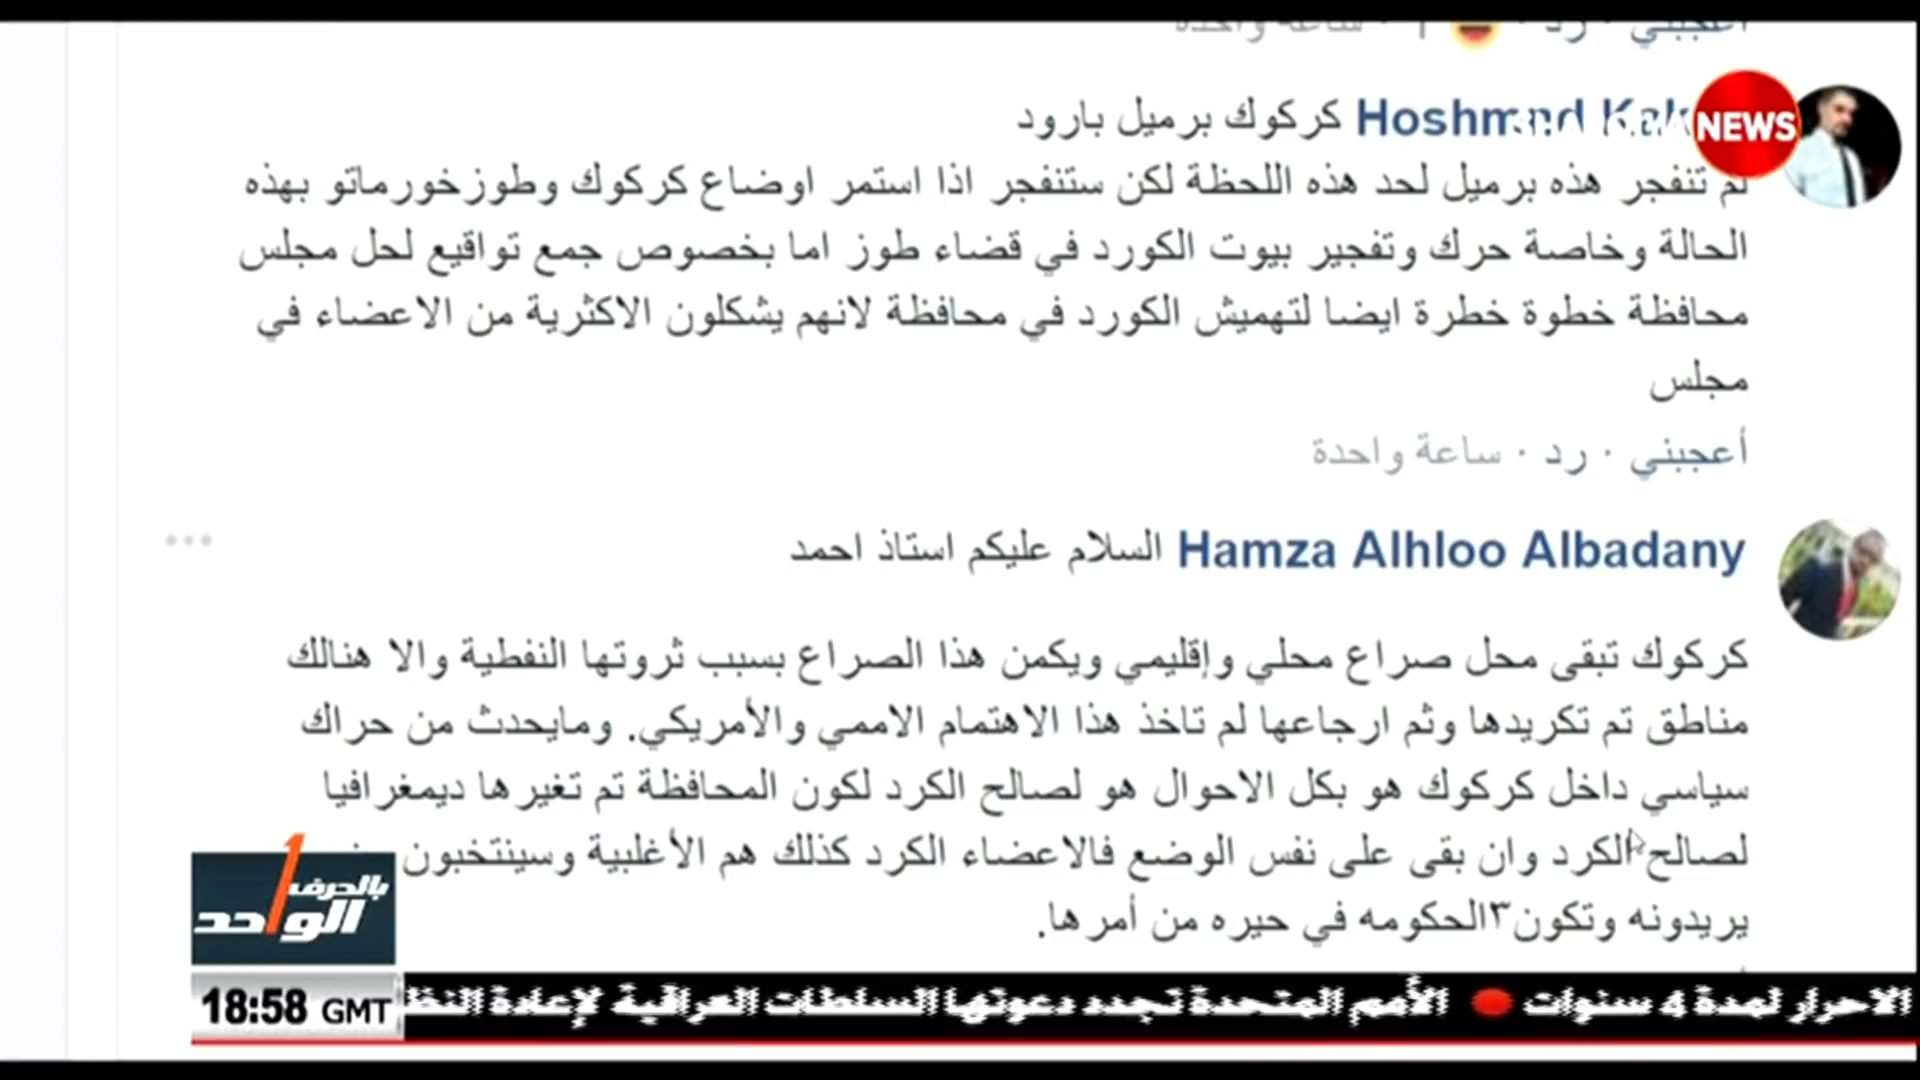 أعجبني · رد · ساعة واحدة
Hoshmnd كركوك برميل بارود
NEWS
لم تنفجر هذه برميل لحد هذه اللحظة لكن ستنفجر اذا استمر اوضاع كركوك وطوزخورماتو بهذه
الحالة وخاصة حرك وتفجير بيوت الكورد في قضاء طوز اما بخصوص جمع تواقيع لحل مجلس
محافظة خطوة خطرة ايضا لتهميش الكورد في محافظة لانهم يشكلون الاكثرية من الاعضاء في
مجلس
أعجبني · رد · ساعة واحدة
Hamza Alhloo Albadany السلام عليكم استاذ احمد
كركوك تبقى محل صراع محلي وإقليمي ويكمن هذا الصراع بسبب ثروتها النفطية والا هنالك
مناطق تم تكريدها وثم ارجاعها لم تاخذ هذا الاهتمام الاممي والأمريكي. ومايحدث من حراك
سياسي داخل كركوك هو بكل الاحوال هو لصالح الكرد لكون المحافظة تم تغيرها ديمغرافيا
لصالح الكرد وان بقى على نفس الوضع فالاعضاء الكرد كذلك هم الأغلبية وسينتخبون
يريدونه وتكون٣الحكومه في حيره من أمرها.
بالحرف
الواحد
18:58 GMT
الاحرار لمدة 4 سنوات الأمم المتحدة تجدد دعوتها السلطات العراقية لإعادة